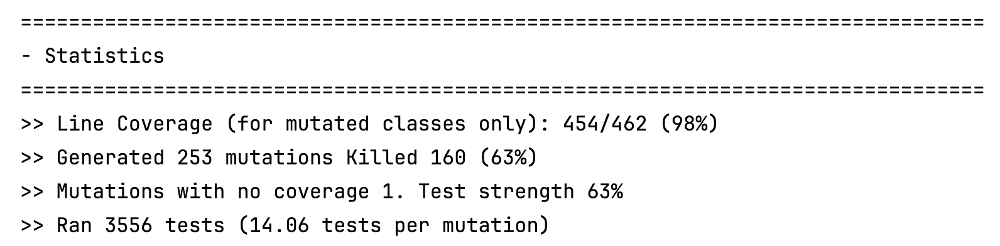 ================================================================================
- Statistics
================================================================================
>> Line Coverage (for mutated classes only): 454/462 (98%)
>> Generated 253 mutations Killed 160 (63%)
>> Mutations with no coverage 1. Test strength 63%
>> Ran 3556 tests (14.06 tests per mutation)